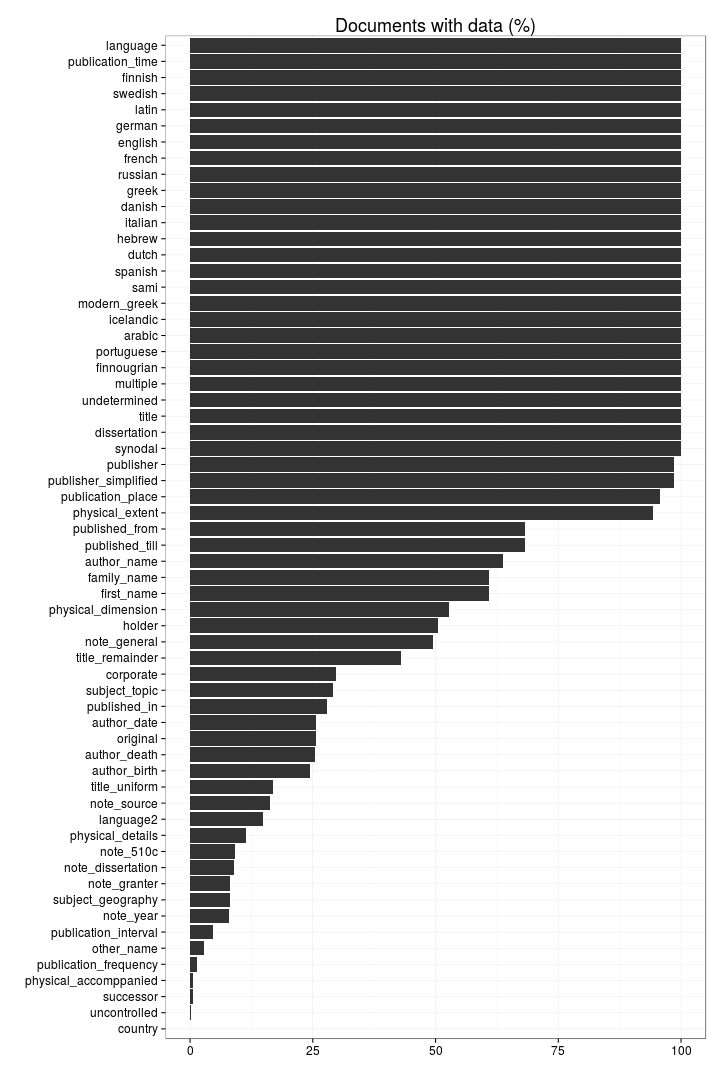 Documents with data (%)
language
publication_time
finnish
swedish
latin
german
english
french
russian
greek
danish
italian
hebrew
dutch
spanish
sami
modern_greek
icelandic
arabic
portuguese
finnougrian
multiple
undetermined
title
dissertation
synodal
publisher
publisher_simplified
publication_place
physical_extent
published_from
published_till
author_name
family_name
first_name
physical_dimension
holder
note_general
title_remainder
corporate
subject_topic
published_in
author_date
original
author_death
author_birth
title_uniform
note_source
language2
physical_details
note_510c
note_dissertation
note_granter
subject_geography
note_year
publication_interval
other_name
publication_frequency
physical_accomppanied
successor
uncontrolled
country
0 25 50 75 100